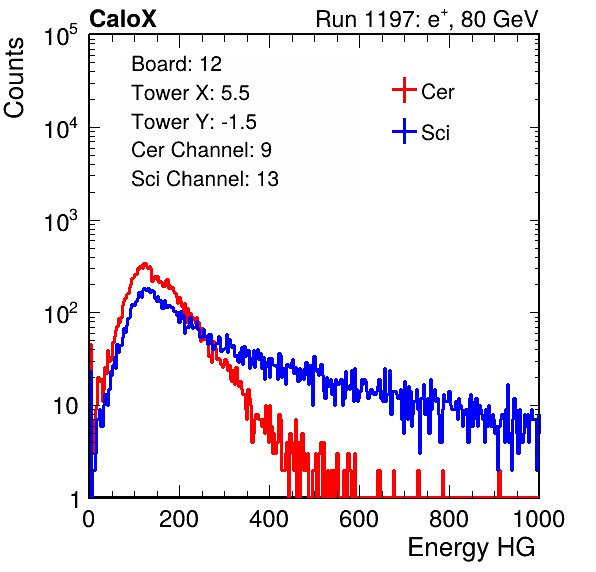 CaloX Run 1197: e⁺, 80 GeV
Counts
10⁵
10⁴
10³
10²
10
1
Board: 12
Tower X: 5.5
Tower Y: -1.5
Cer Channel: 9
Sci Channel: 13
Cer
Sci
0 200 400 600 800 1000
Energy HG